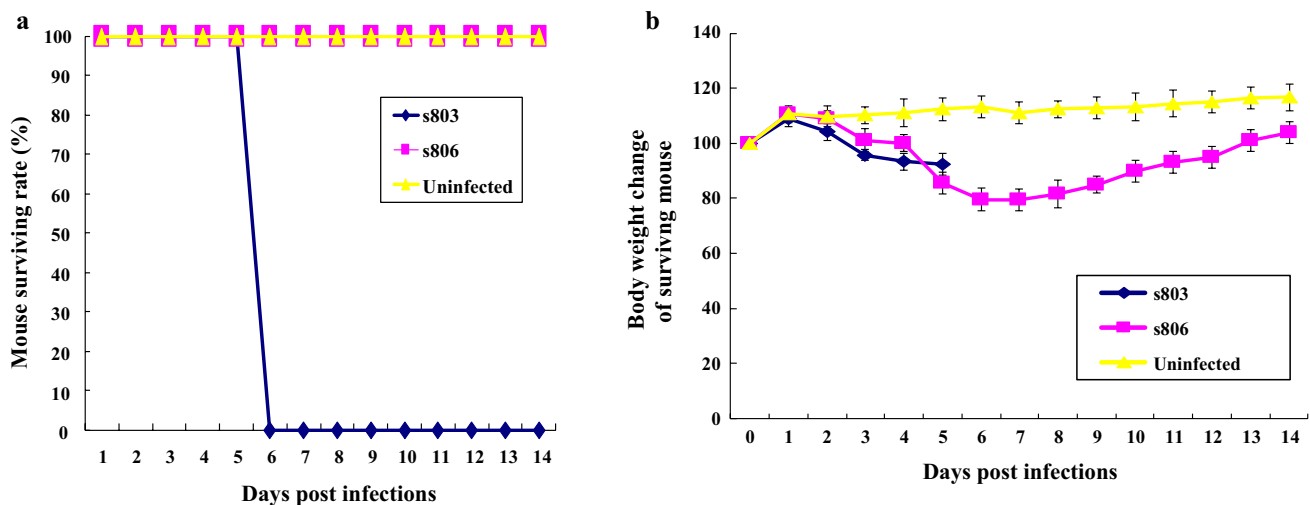 a
Mouse surviving rate (%)
100
90
80
70
60
50
40
30
20
10
0
s803
s806
Uninfected
1 2 3 4 5 6 7 8 9 10 11 12 13 14
Days post infections
b
Body weight change
of survivng mouse
140
120
100
80
60
40
20
0
s803
s806
Uninfected
0 1 2 3 4 5 6 7 8 9 10 11 12 13 14
Days post infections